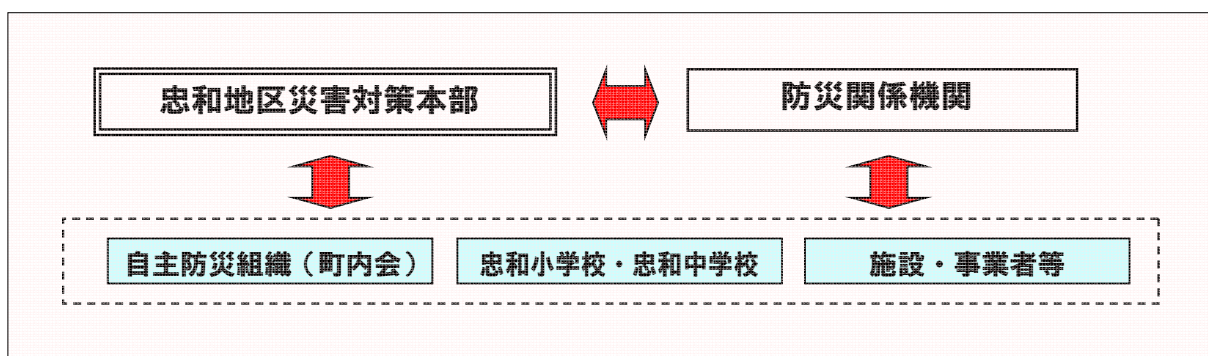 忠和地区災害対策本部
防災関係機関
自主防災組織（町内会）
忠和小学校・忠和中学校
施設・事業者等